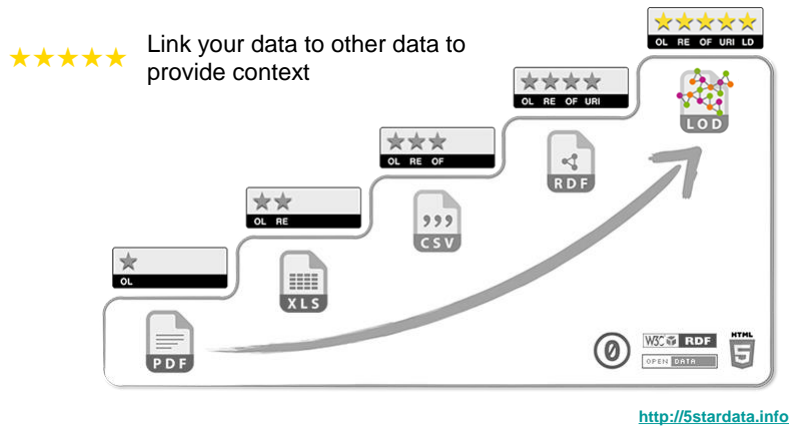 Link your data to other data to
provide context
OL RE OF URI LD
LOD
OL RE OF URI
RDF
OL RE OF
CSV
OL RE
XLS
OL
PDF
0
W3C RDF
OPEN DATA
HTML
5
http://5stardata.info